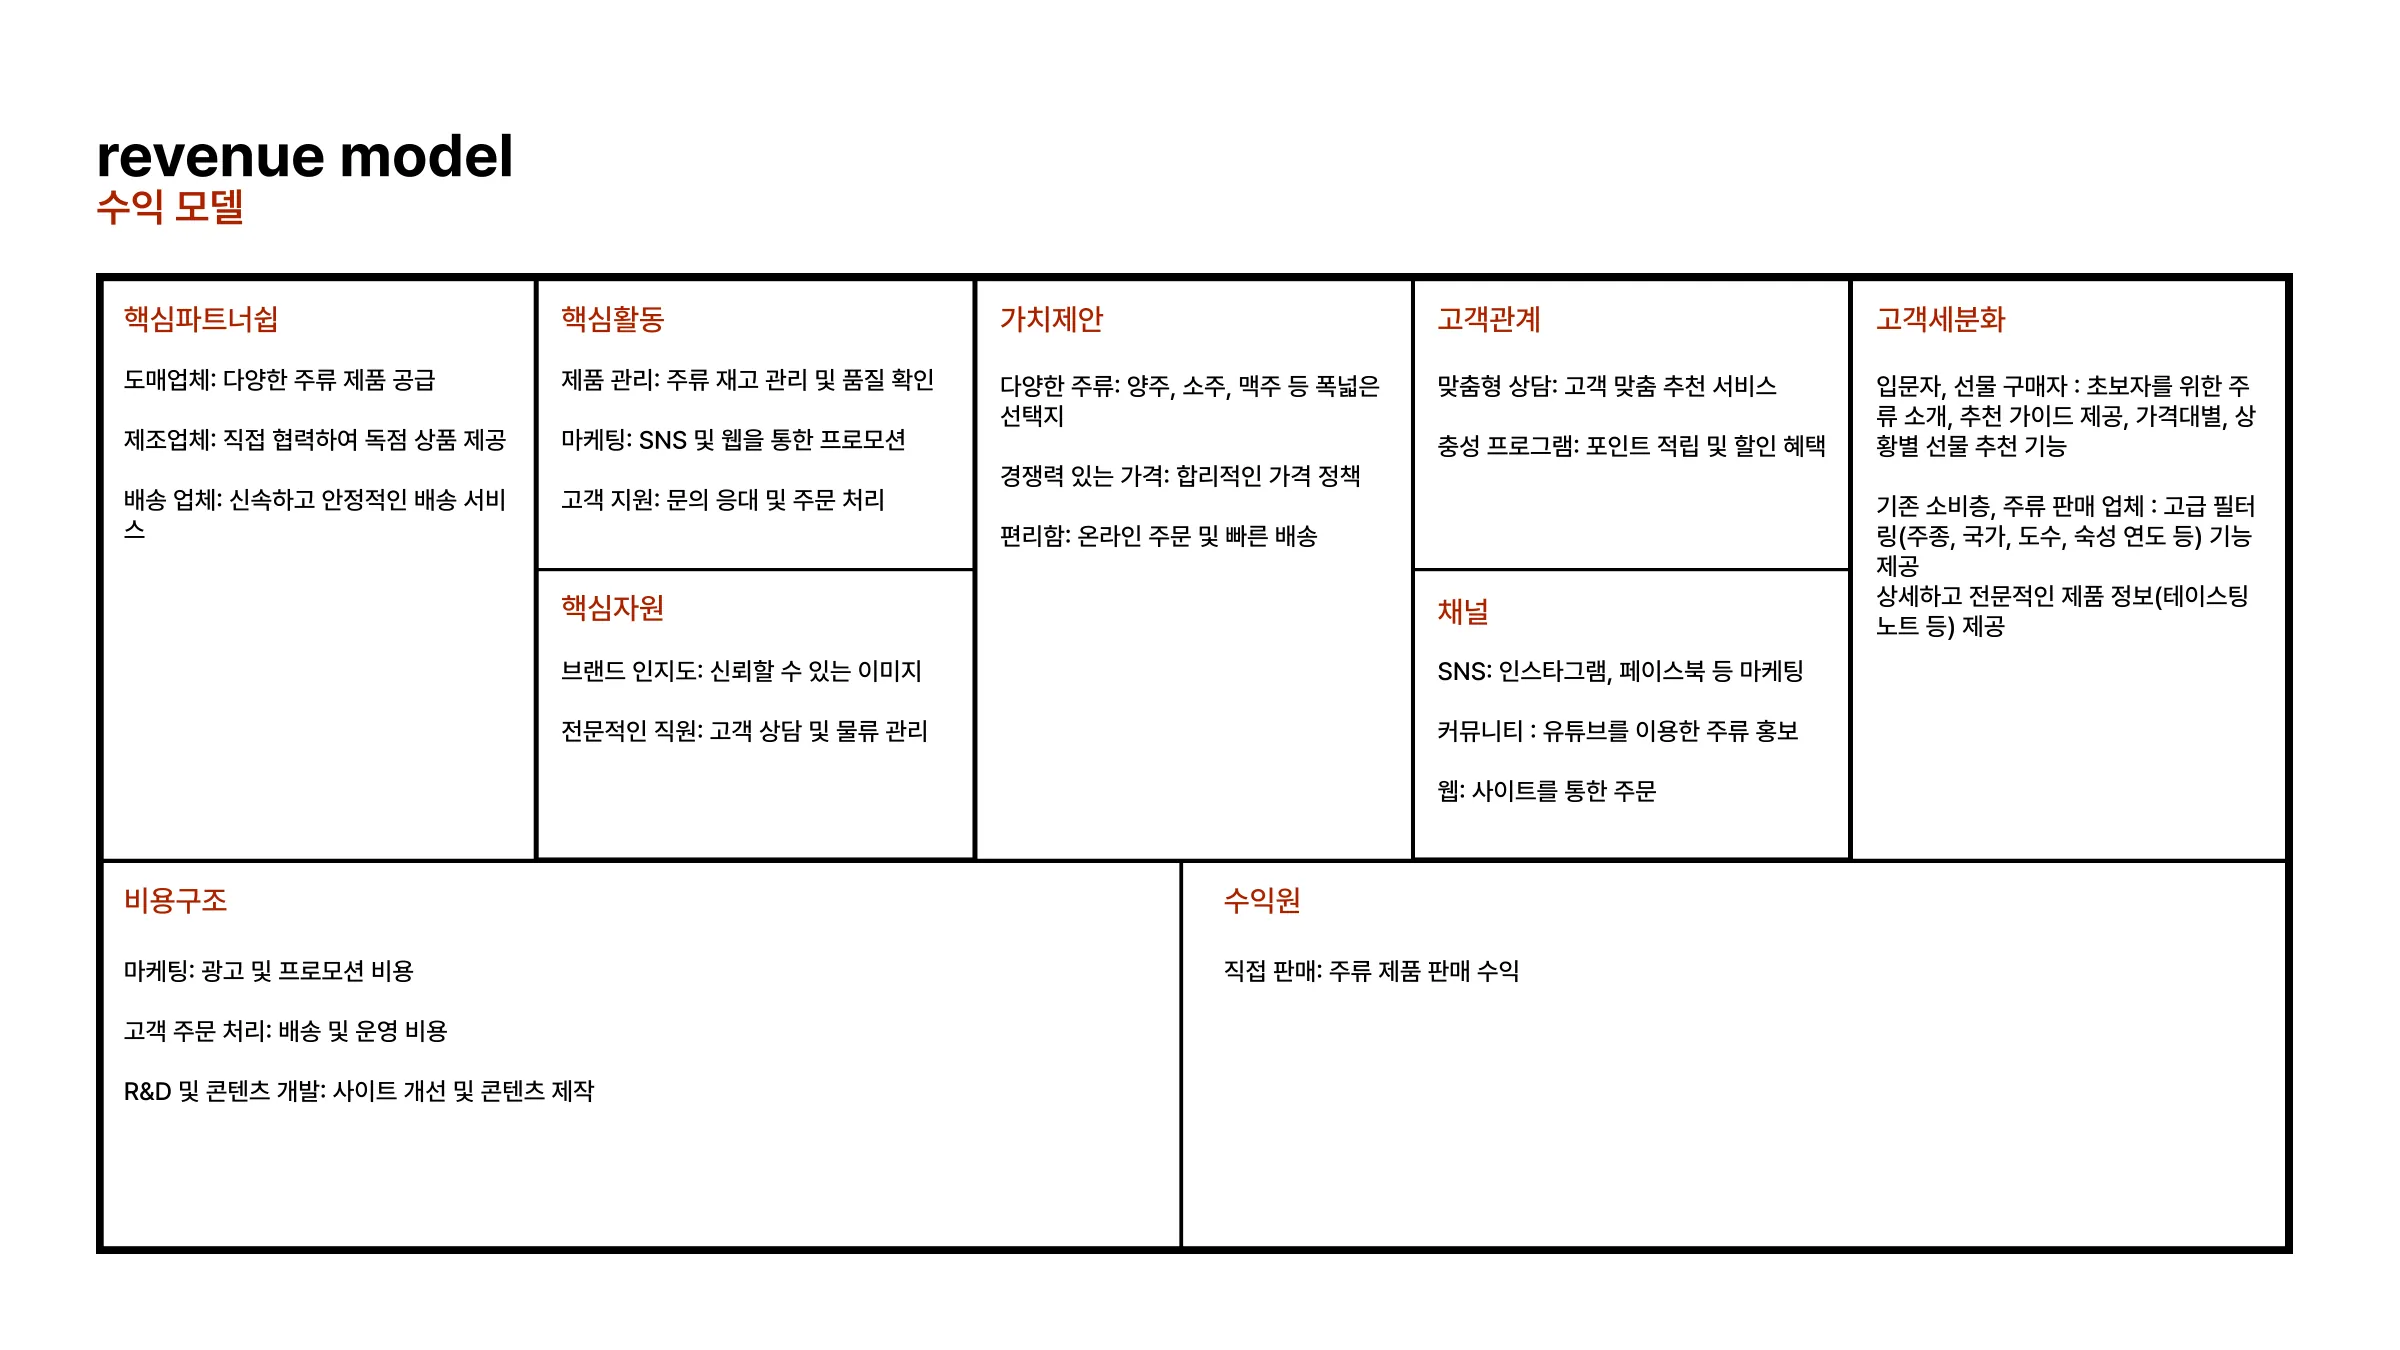 revenue model
수익 모델
핵심파트너쉽
도매업체: 다양한 주류 제품 공급
제조업체: 직접 협력하여 독점 상품 제공
배송 업체: 신속하고 안정적인 배송 서비
스
핵심활동
제품 관리: 주류 재고 관리 및 품질 확인
마케팅: SNS 및 웹을 통한 프로모션
고객 지원: 문의 응대 및 주문 처리
핵심자원
브랜드 인지도: 신뢰할 수 있는 이미지
전문적인 직원: 고객 상담 및 물류 관리
가치제안
다양한 주류: 양주, 소주, 맥주 등 폭넓은
선택지
경쟁력 있는 가격: 합리적인 가격 정책
편리함: 온라인 주문 및 빠른 배송
고객관계
맞춤형 상담: 고객 맞춤 추천 서비스
충성 프로그램: 포인트 적립 및 할인 혜택
채널
SNS: 인스타그램, 페이스북 등 마케팅
커뮤니티 : 유튜브를 이용한 주류 홍보
웹: 사이트를 통한 주문
고객세분화
입문자, 선물 구매자 : 초보자를 위한 주
류 소개, 추천 가이드 제공, 가격대별, 상
황별 선물 추천 기능
기존 소비층, 주류 판매 업체 : 고급 필터
링(주종, 국가, 도수, 숙성 연도 등) 기능
제공
상세하고 전문적인 제품 정보(테이스팅
노트 등) 제공
비용구조
마케팅: 광고 및 프로모션 비용
고객 주문 처리: 배송 및 운영 비용
R&D 및 콘텐츠 개발: 사이트 개선 및 콘텐츠 제작
수익원
직접 판매: 주류 제품 판매 수익